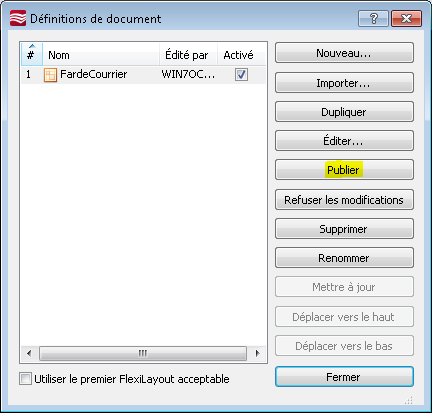 Définitions de document
# Nom Édité par Activé
1 FardeCourrier WIN7OC...
Nouveau...
Importer...
Dupliquer
Éditer...
Publier
Refuser les modifications
Supprimer
Renommer
Mettre à jour
Déplacer vers le haut
Déplacer vers le bas
Utiliser le premier FlexiLayout acceptable
Fermer